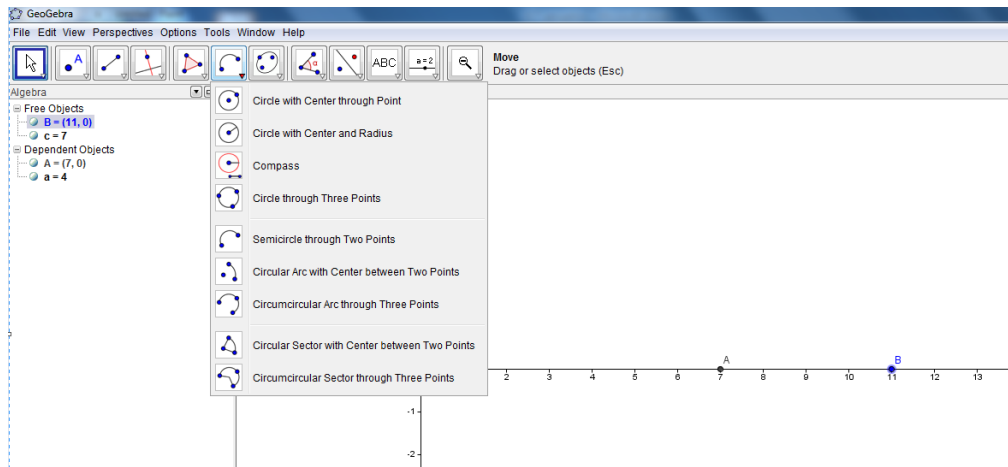 GeoGebra
File Edit View Perspectives Options Tools Window Help
A
α
ABC
a=2
Move
Drag or select objects (Esc)
Algebra
Free Objects
B = (11, 0)
c = 7
Dependent Objects
A = (7, 0)
a = 4
Circle with Center through Point
Circle with Center and Radius
Compass
Circle through Three Points
Semicircle through Two Points
Circular Arc with Center between Two Points
Circumcircular Arc through Three Points
Circular Sector with Center between Two Points
Circumcircular Sector through Three Points
A B
2 3 4 5 6 7 8 9 10 11 12 13
-1
-2